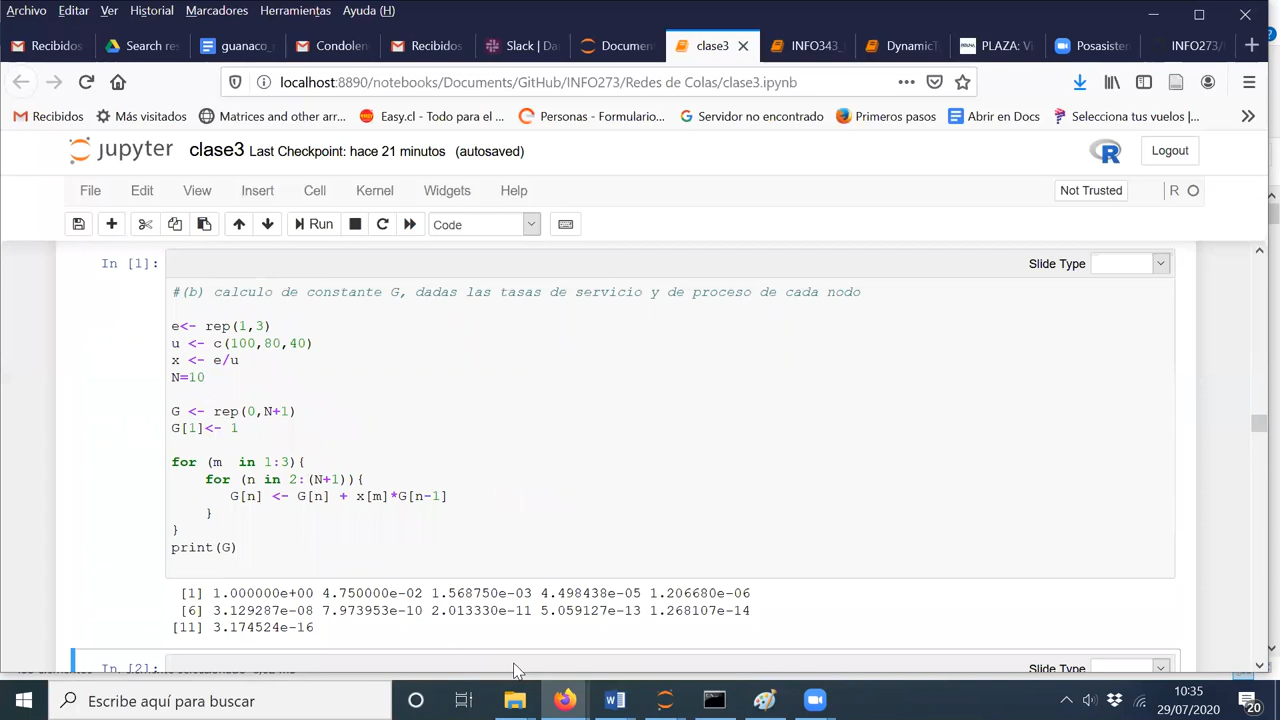 Archivo Editar Ver Historial Marcadores Herramientas Ayuda (H)
Recibidos Search re guanaco_ Condolen Recibidos Slack | Da Documen clase3 INFO343_ DynamicT PLAZA: Vi Posasiste INFO273/
localhost:8890/notebooks/Documents/GitHub/INFO273/Redes de Colas/clase3.ipynb
Recibidos Más visitados Matrices and other arr... Easy.cl - Todo para el ... Personas - Formulario... Servidor no encontrado Primeros pasos Abrir en Docs Selecciona tus vuelos |...
jupyter clase3 Last Checkpoint: hace 21 minutos (autosaved) R Logout
File Edit View Insert Cell Kernel Widgets Help Not Trusted R
Run Code
In [1]: Slide Type
#(b) calculo de constante G, dadas las tasas de servicio y de proceso de cada nodo
e<- rep(1,3)
u <- c(100,80,40)
x <- e/u
N=10
G <- rep(0,N+1)
G[1]<- 1
for (m  in 1:3){
for (n in 2:(N+1)){
G[n] <- G[n] + x[m]*G[n-1]
}
}
print(G)
[1] 1.000000e+00 4.750000e-02 1.568750e-03 4.498438e-05 1.206680e-06
[6] 3.129287e-08 7.973953e-10 2.013330e-11 5.059127e-13 1.268107e-14
[11] 3.174524e-16
In [2]: Slide Type
Escribe aquí para buscar
10:35
29/07/2020
20